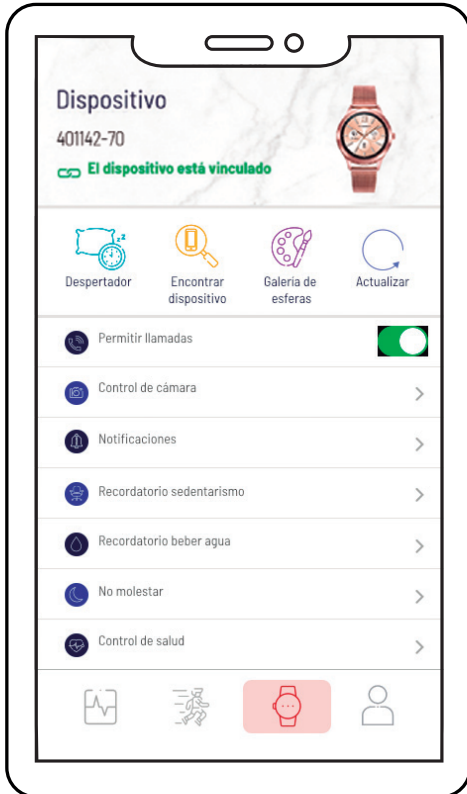 Dispositivo
401142-70
El dispositivo está vinculado
Despertador
Encontrar
dispositivo
Galería de
esferas
Actualizar
Permitir llamadas
Control de cámara
Notificaciones
Recordatorio sedentarismo
Recordatorio beber agua
No molestar
Control de salud